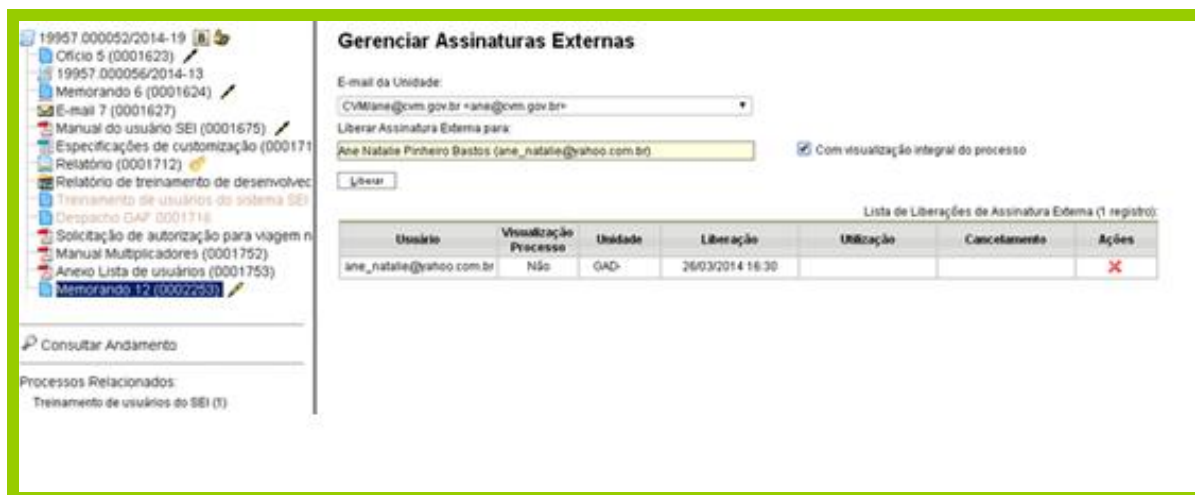 19957.000052/2014-19
Ofício 5 (0001623)
19957.000056/2014-13
Memorando 6 (0001624)
E-mail 7 (0001627)
Manual do usuário SEI (0001675)
Especificações de customização (000171
Relatório (0001712)
Relatório de treinamento de desenvolvec
Treinamento de usuários do sistema SEI
Despacho GAF 0001716
Solicitação de autorização para viagem n
Manual Multiplicadores (0001752)
Anexo Lista de usuários (0001753)
Memorando 12 (0002253)
Consultar Andamento
Processos Relacionados:
Treinamento de usuários do SEI (1)
Gerenciar Assinaturas Externas
E-mail da Unidade:
CVM/ane@cvm.gov.br <ane@cvm.gov.br>
Liberar Assinatura Externa para:
Ane Natalie Pinheiro Bastos (ane_natalie@yahoo.com.br)
Com visualização integral do processo
Liberar
Lista de Liberações de Assinatura Externa (1 registro):
Usuário Visualização Processo Unidade Liberação Utilização Cancelamento Ações
ane_natalie@yahoo.com.br Não GAD- 26/03/2014 16:30